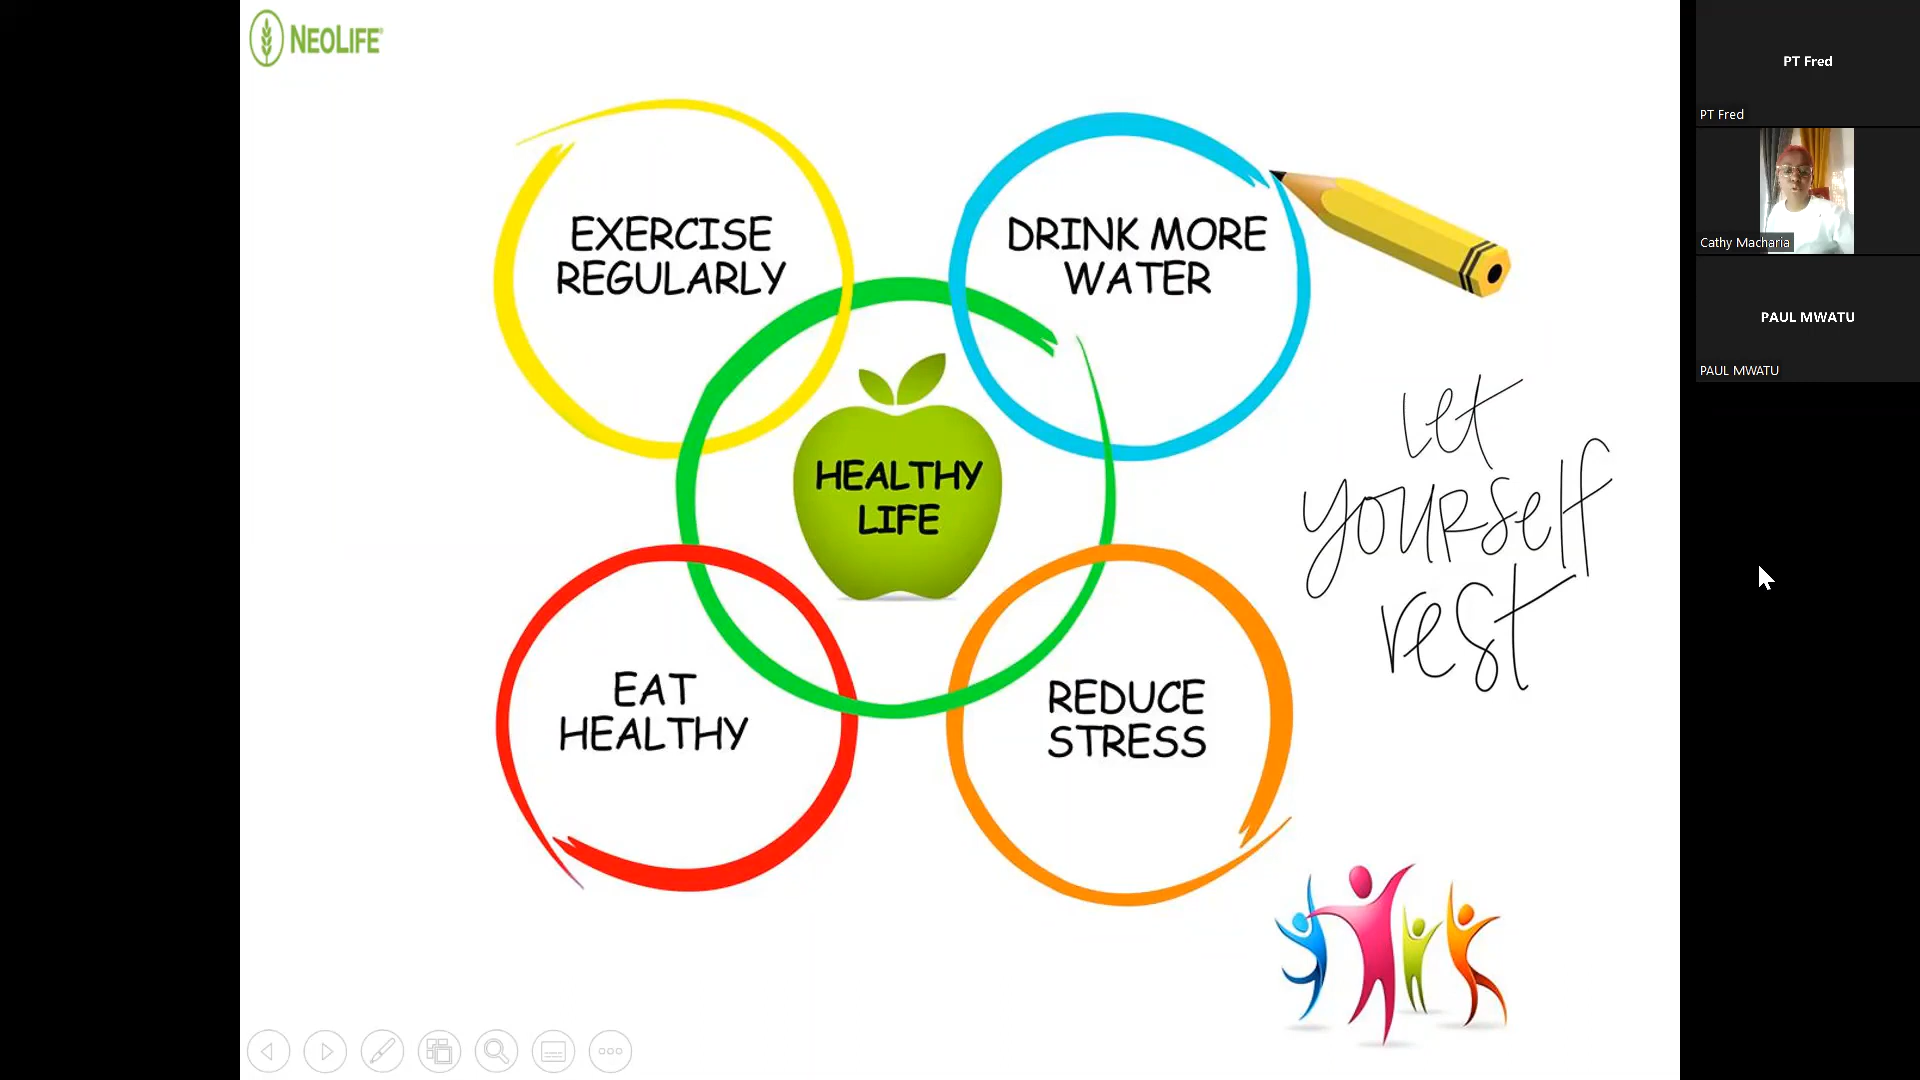 NEOLIFE
EXERCISE
REGULARLY
DRINK MORE
WATER
HEALTHY
LIFE
EAT
HEALTHY
REDUCE
STRESS
let
yourself
rest
PT Fred
PT Fred
Cathy Macharia
PAUL MWATU
PAUL MWATU